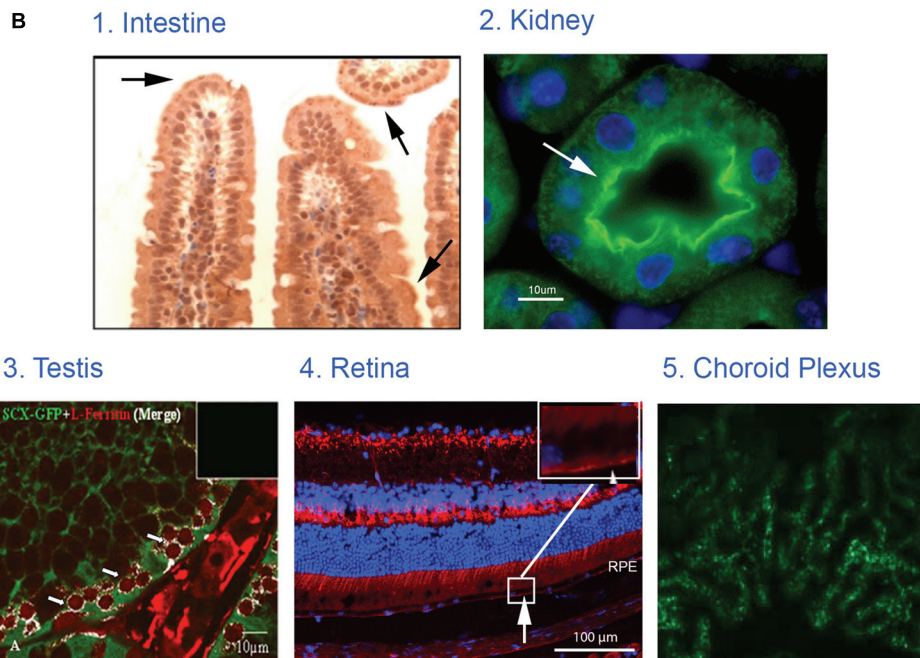 B
1. Intestine
2. Kidney
10um
3. Testis
4. Retina
5. Choroid Plexus
SCX-GFP+L-Ferritin (Merge)
A
10µm
RPE
100 µm